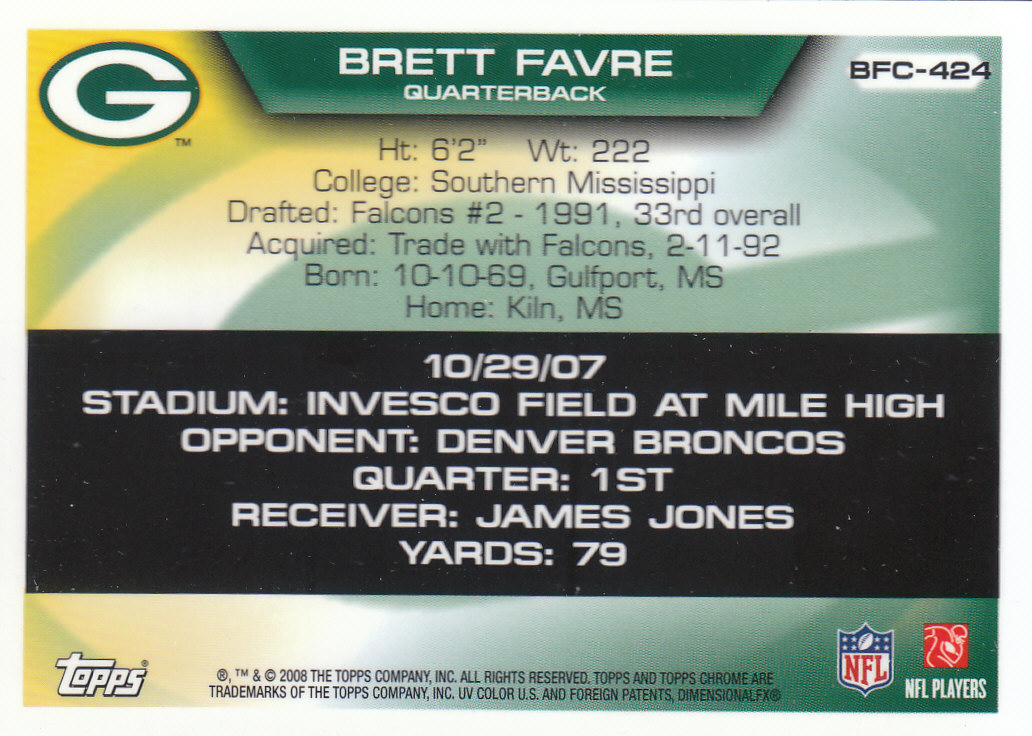 G
™
BRETT FAVRE
QUARTERBACK
BFC-424
Ht: 6'2" Wt: 222
College: Southern Mississippi
Drafted: Falcons #2 - 1991, 33rd overall
Acquired: Trade with Falcons, 2-11-92
Born: 10-10-69, Gulfport, MS
Home: Kiln, MS
10/29/07
STADIUM: INVESCO FIELD AT MILE HIGH
OPPONENT: DENVER BRONCOS
QUARTER: 1ST
RECEIVER: JAMES JONES
YARDS: 79
Topps®
®, ™ & © 2008 THE TOPPS COMPANY, INC. ALL RIGHTS RESERVED. TOPPS AND TOPPS CHROME ARE
TRADEMARKS OF THE TOPPS COMPANY, INC. UV COLOR U.S. AND FOREIGN PATENTS, DIMENSIONALFX®
NFL
NFL PLAYERS